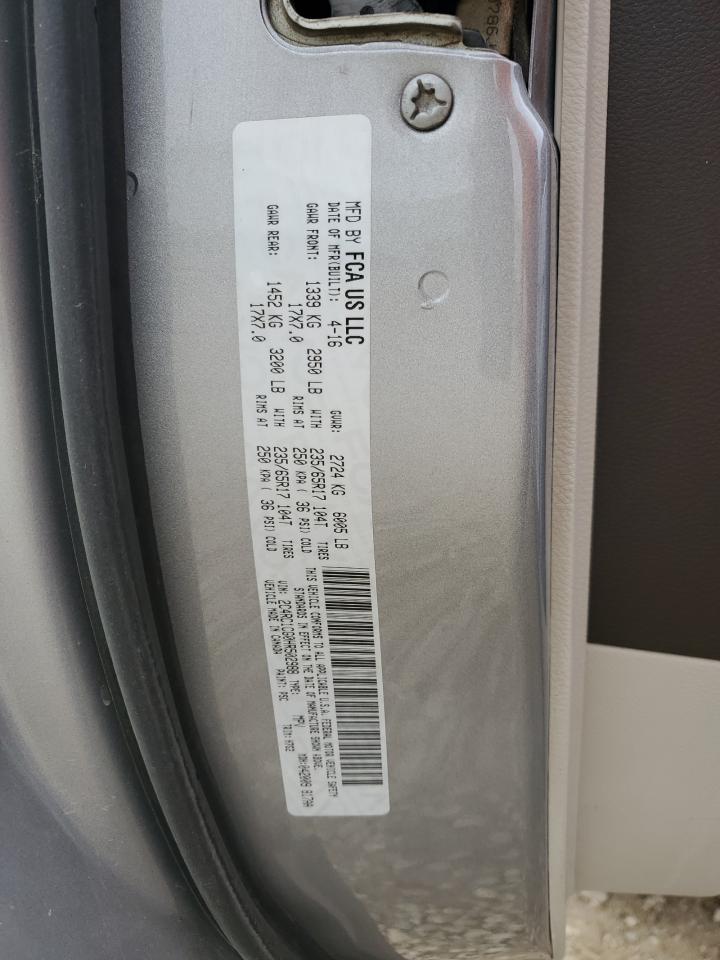 MFD BY FCA US LLC
DATE OF MFR(BUILT): 4-16 GVWR: 2724 KG 6005 LB
GAWR FRONT: 1339 KG 2950 LB WITH 235/65R17 104T TIRES
17X7.0 RIMS AT 250 KPA ( 36 PSI) COLD
GAWR REAR: 1452 KG 3200 LB WITH 235/65R17 104T TIRES
17X7.0 RIMS AT 250 KPA ( 36 PSI) COLD
THIS VEHICLE CONFORMS TO ALL APPLICABLE U.S.A. FEDERAL MOTOR VEHICLE SAFETY
STANDARDS IN EFFECT ON THE DATE OF MANUFACTURE SHOWN ABOVE.
VIN: TYPE: MPV
VEHICLE MADE IN CANADA PAINT: PSC TRIM: